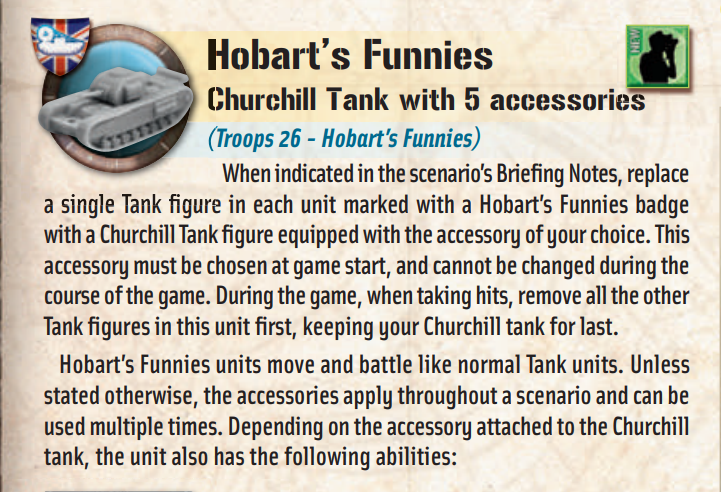 NEW
Hobart's Funnies
Churchill Tank with 5 accessories
(Troops 26 - Hobart's Funnies)
When indicated in the scenario's Briefing Notes, replace
a single Tank figure in each unit marked with a Hobart's Funnies badge
with a Churchill Tank figure equipped with the accessory of your choice. This
accessory must be chosen at game start, and cannot be changed during the
course of the game. During the game, when taking hits, remove all the other
Tank figures in this unit first, keeping your Churchill tank for last.
Hobart's Funnies units move and battle like normal Tank units. Unless
stated otherwise, the accessories apply throughout a scenario and can be
used multiple times. Depending on the accessory attached to the Churchill
tank, the unit also has the following abilities: